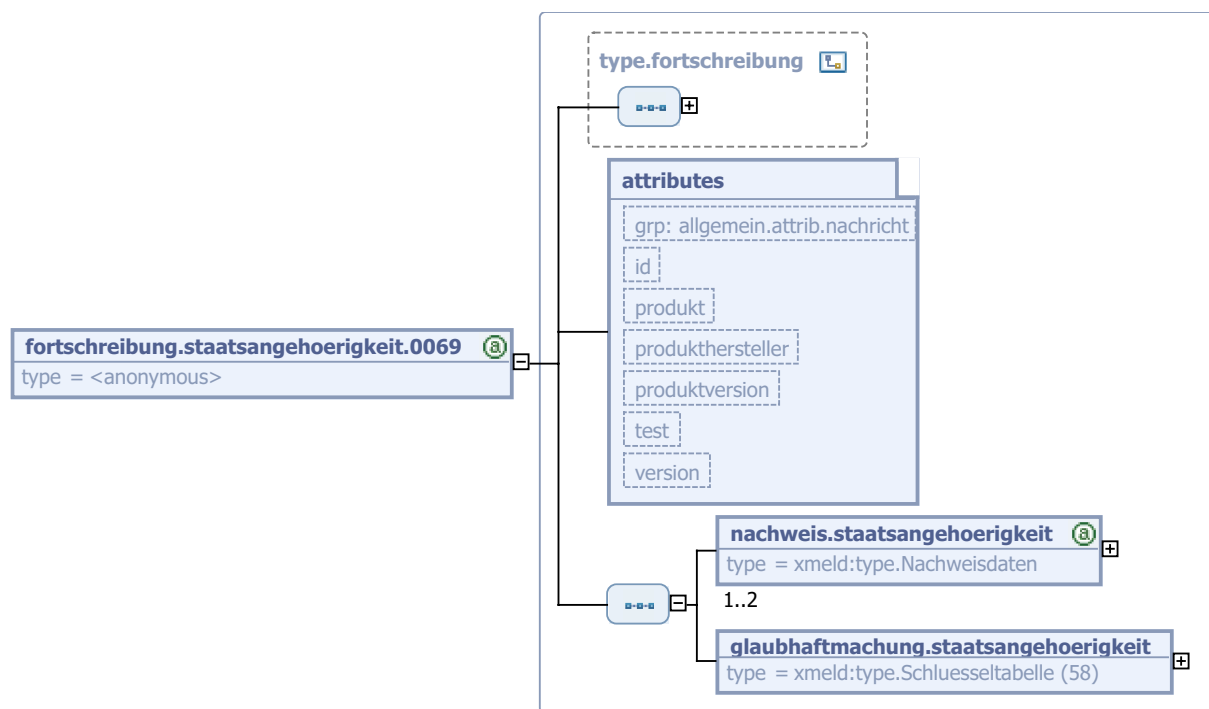 type.fortschreibung
attributes
grp: allgemein.attrib.nachricht
id
produkt
produkthersteller
produktversion
test
version
fortschreibung.staatsangehoerigkeit.0069 a
type = <anonymous>
nachweis.staatsangehoerigkeit a
type = xmeld:type.Nachweisdaten
1..2
glaubhaftmachung.staatsangehoerigkeit
type = xmeld:type.Schluesseltabelle (58)